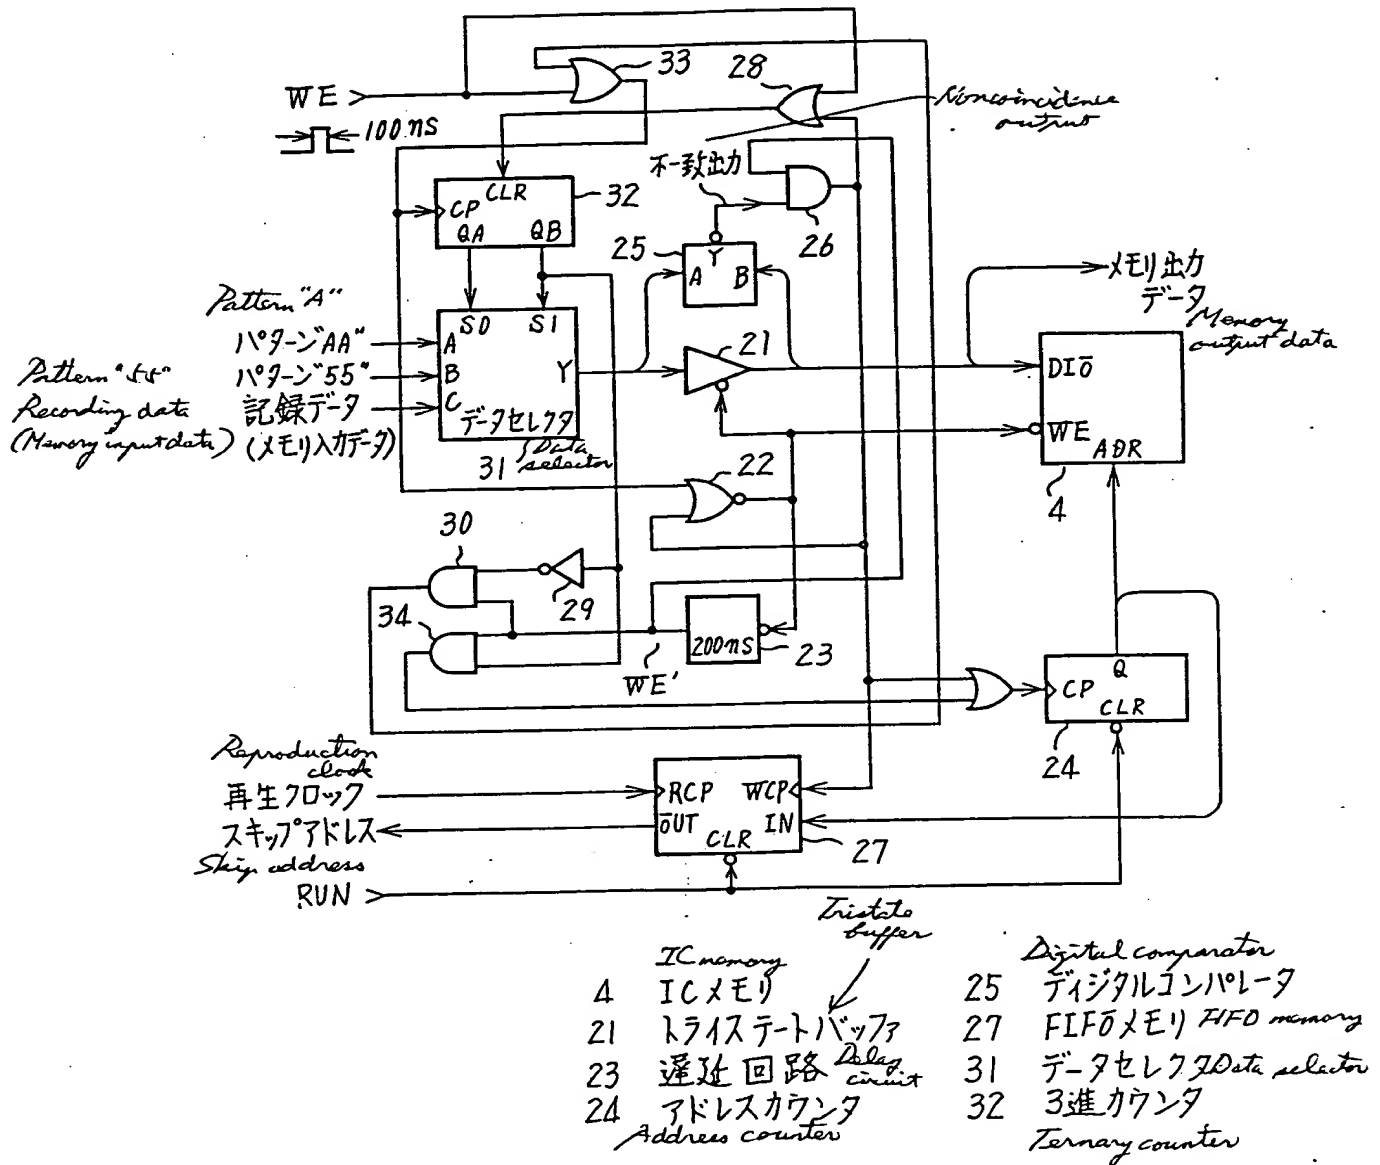 33
28
WE
100 ns
Noncoincidence
output
不一致出力
CLR
CP
QA QB
32
25
Y
A B
26
Pattern "A"
パターン"AA"
Pattern "55"
パターン"55"
Recording data
記録データ
(Memory input data)
(メモリ入力データ)
S0 S1
A
B
C
Y
データセレクタ
31
Data
selector
21
メモリ出力
データ
Memory
output data
DIO
WE
ADR
4
22
30
29
34
200nS
23
WE'
Q
CP
CLR
24
Reproduction
clock
再生クロック
スキップアドレス
Skip address
RUN
RCP WCP
OUT IN
CLR
27
Tristate
buffer
IC memory
4 ICメモリ
21 トライステートバッファ
23 遅延回路 Delay
circuit
24 アドレスカウンタ
Address counter
Digital comparator
25 ディジタルコンパレータ
27 FIFOメモリ FIFO memory
31 データセレクタ Data selector
32 3進カウンタ
Ternary counter